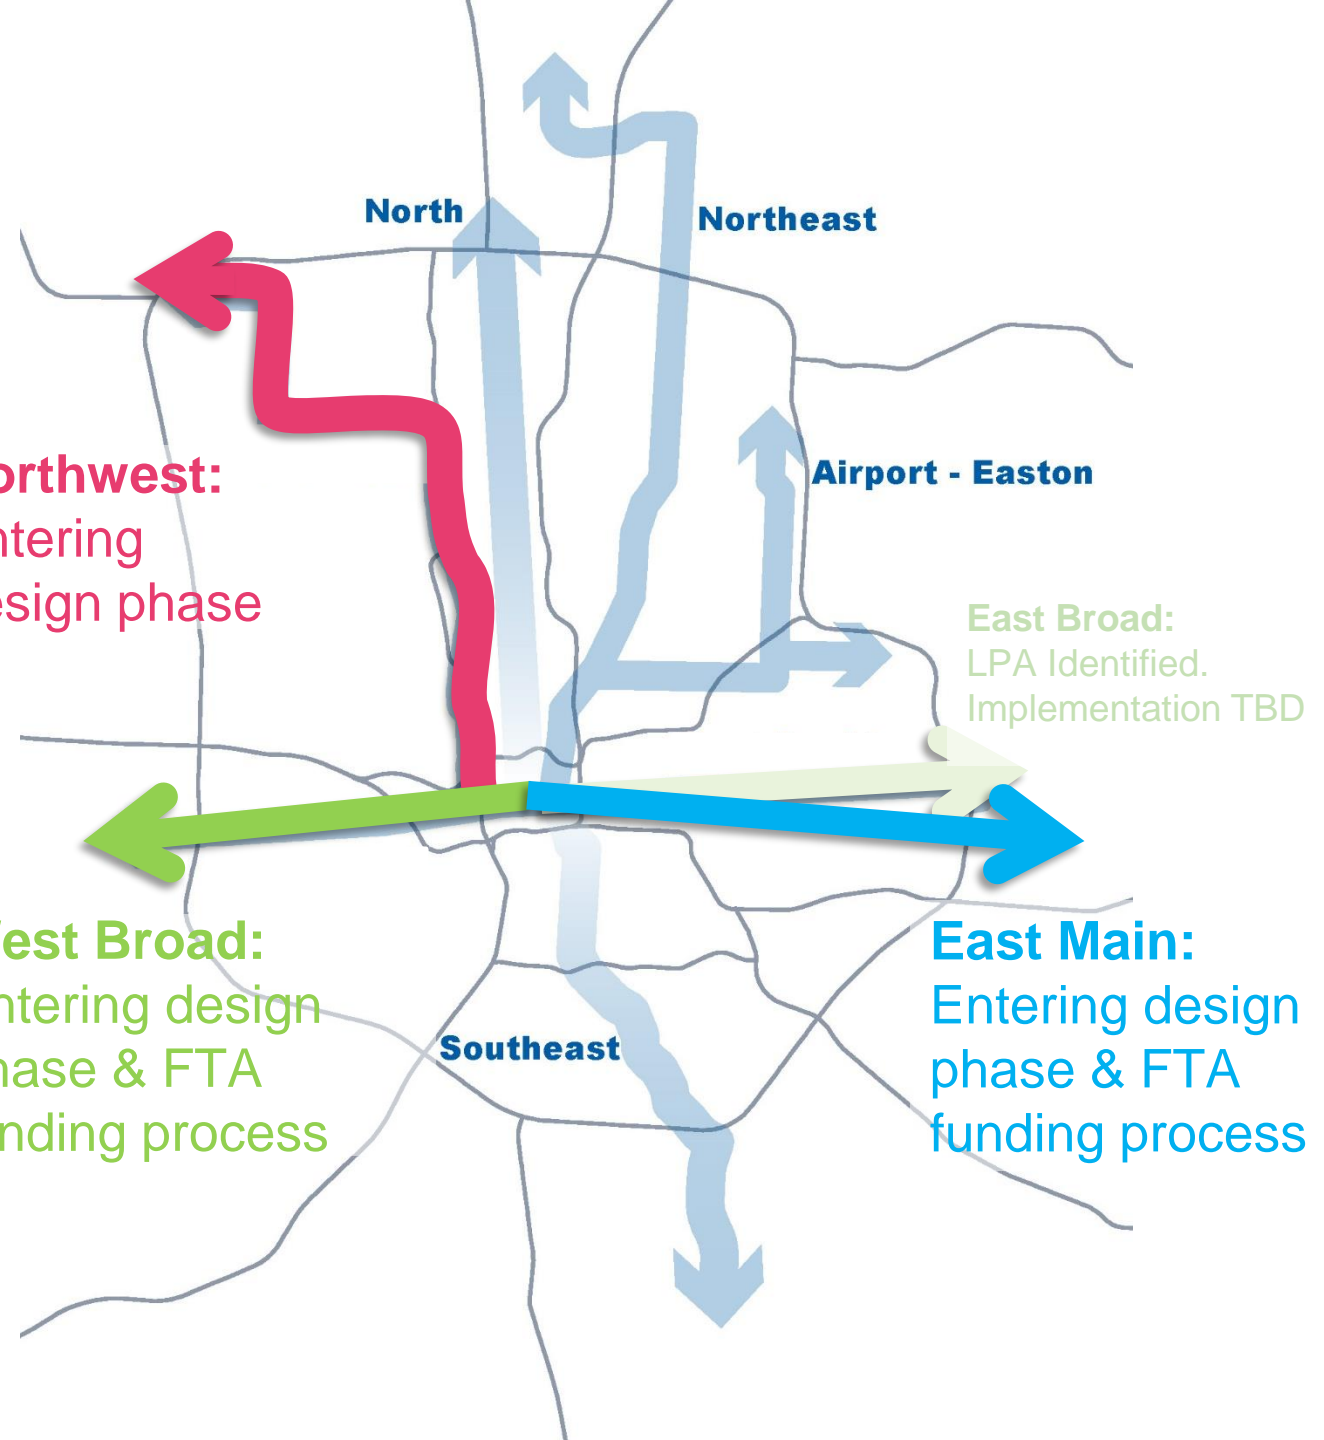 North
Northeast
Airport - Easton
orthwest:
ntering
esign phase
East Broad:
LPA Identified.
Implementation TBD
est Broad:
ntering design
hase & FTA
nding process
East Main:
Entering design
phase & FTA
funding process
Southeast